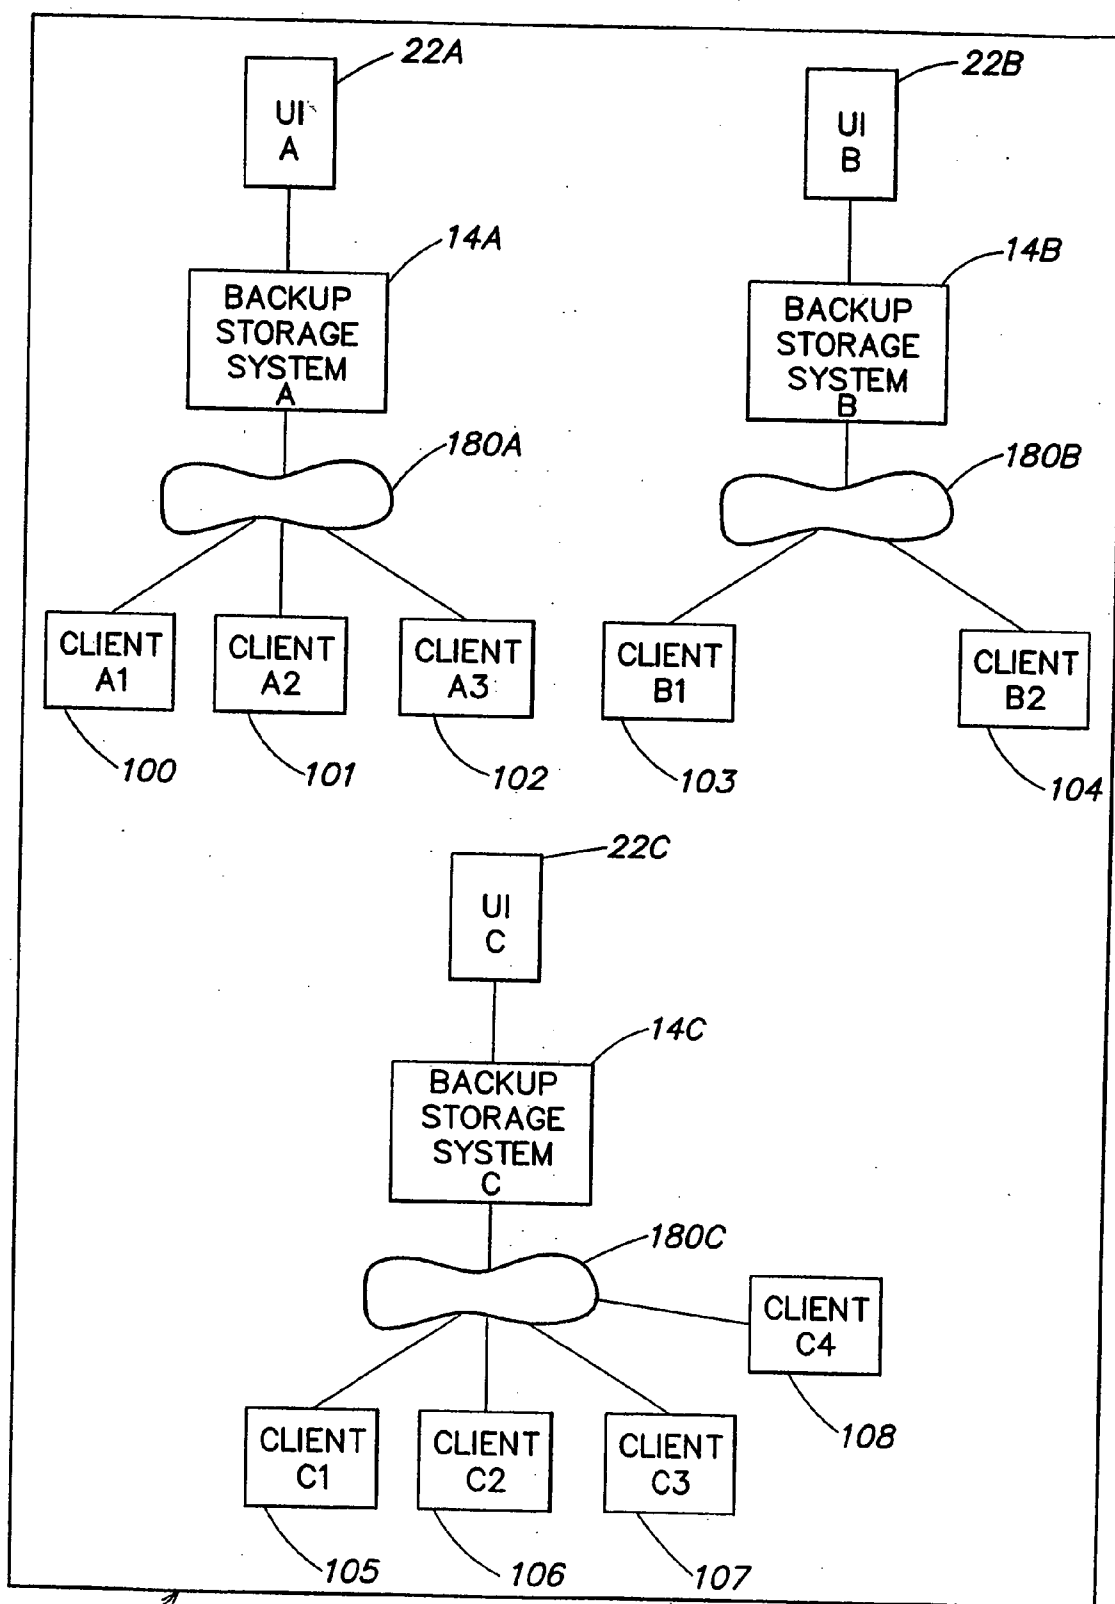 22A
UI
A
14A
BACKUP
STORAGE
SYSTEM
A
180A
CLIENT
A1
CLIENT
A2
CLIENT
A3
100
101
102
22B
UI
B
14B
BACKUP
STORAGE
SYSTEM
B
180B
CLIENT
B1
CLIENT
B2
103
104
22C
UI
C
14C
BACKUP
STORAGE
SYSTEM
C
180C
CLIENT
C4
108
CLIENT
C1
CLIENT
C2
CLIENT
C3
105
106
107